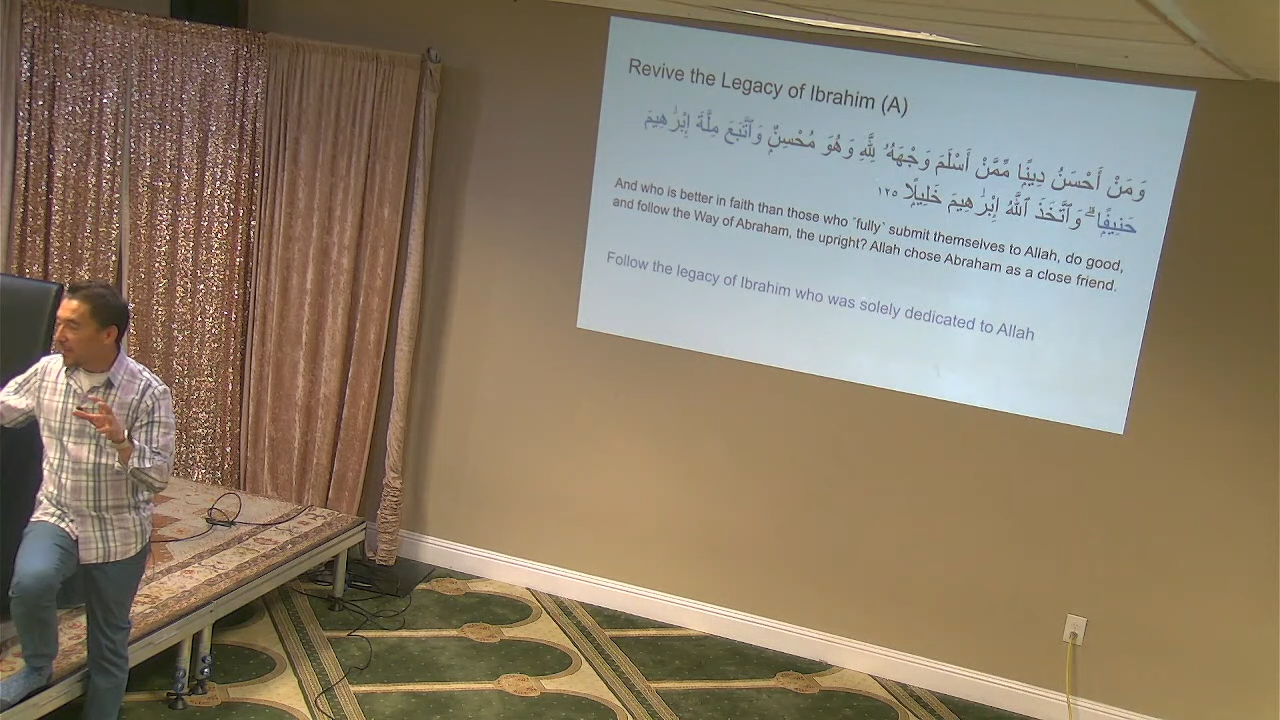 Revive the Legacy of Ibrahim (A)
وَمَنْ أَحْسَنُ دِينًا مِّمَّنْ أَسْلَمَ وَجْهَهُۥ لِلَّهِ وَهُوَ مُحْسِنٌ وَٱتَّبَعَ مِلَّةَ إِبْرَٰهِيمَ
حَنِيفًا ۗ وَٱتَّخَذَ ٱللَّهُ إِبْرَٰهِيمَ خَلِيلًا ١٢٥
And who is better in faith than those who `fully` submit themselves to Allah, do good,
and follow the Way of Abraham, the upright? Allah chose Abraham as a close friend.
Follow the legacy of Ibrahim who was solely dedicated to Allah